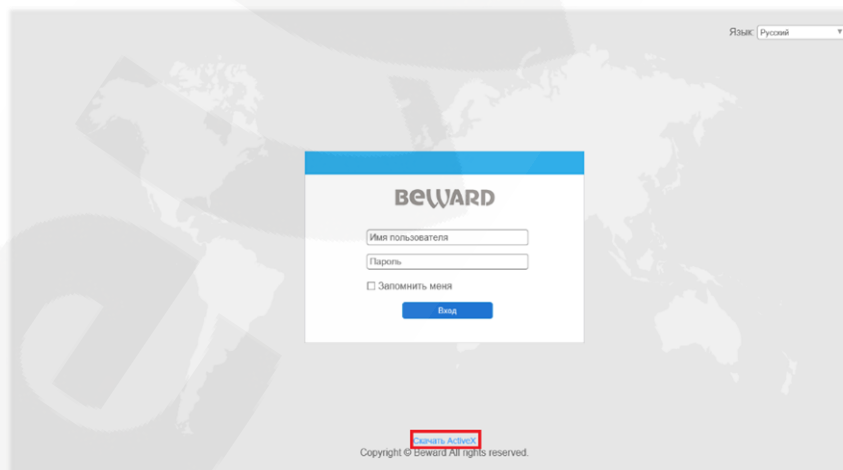 Язык: Русский
BEWARD
Имя пользователя
Пароль
Запомнить меня
Вход
Скачать ActiveX
Copyright © Beward All rights reserved.